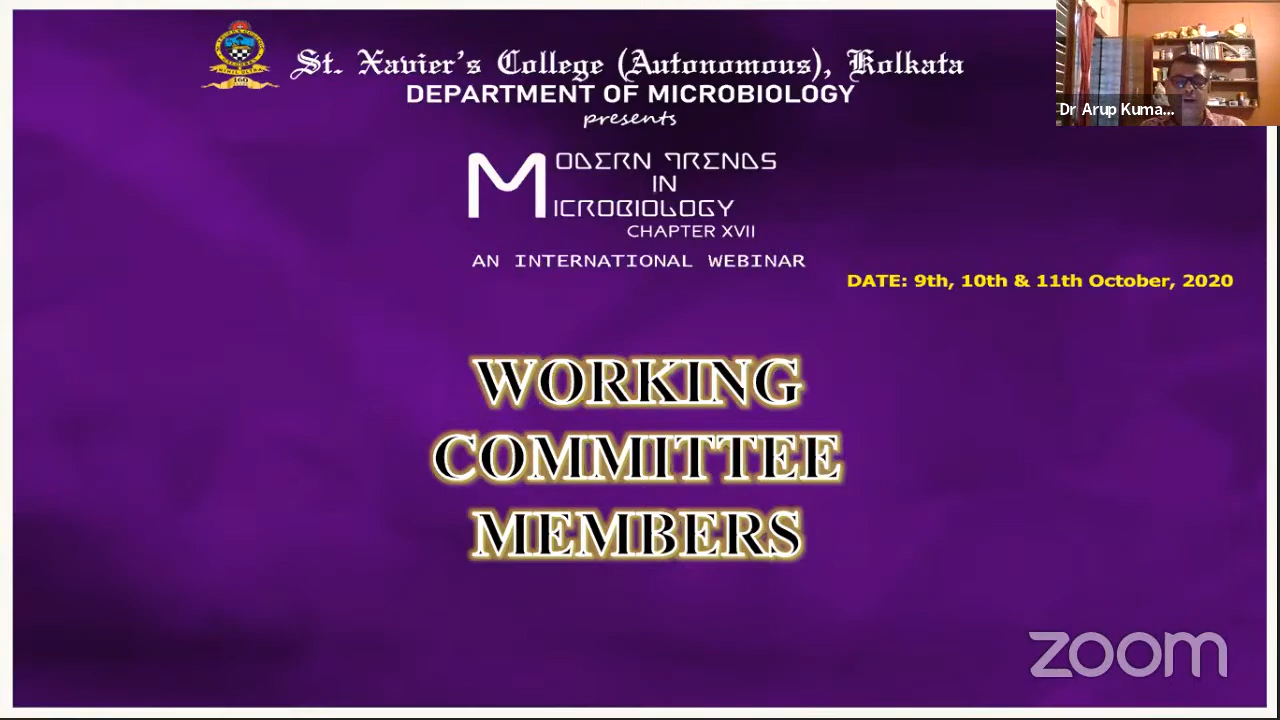 St. Xavier's College (Autonomous), Kolkata
DEPARTMENT OF MICROBIOLOGY
presents
MODERN TRENDS
IN
MICROBIOLOGY
CHAPTER XVII
AN INTERNATIONAL WEBINAR
DATE: 9th, 10th & 11th October, 2020
WORKING
COMMITTEE
MEMBERS
Dr Arup Kuma...
zoom